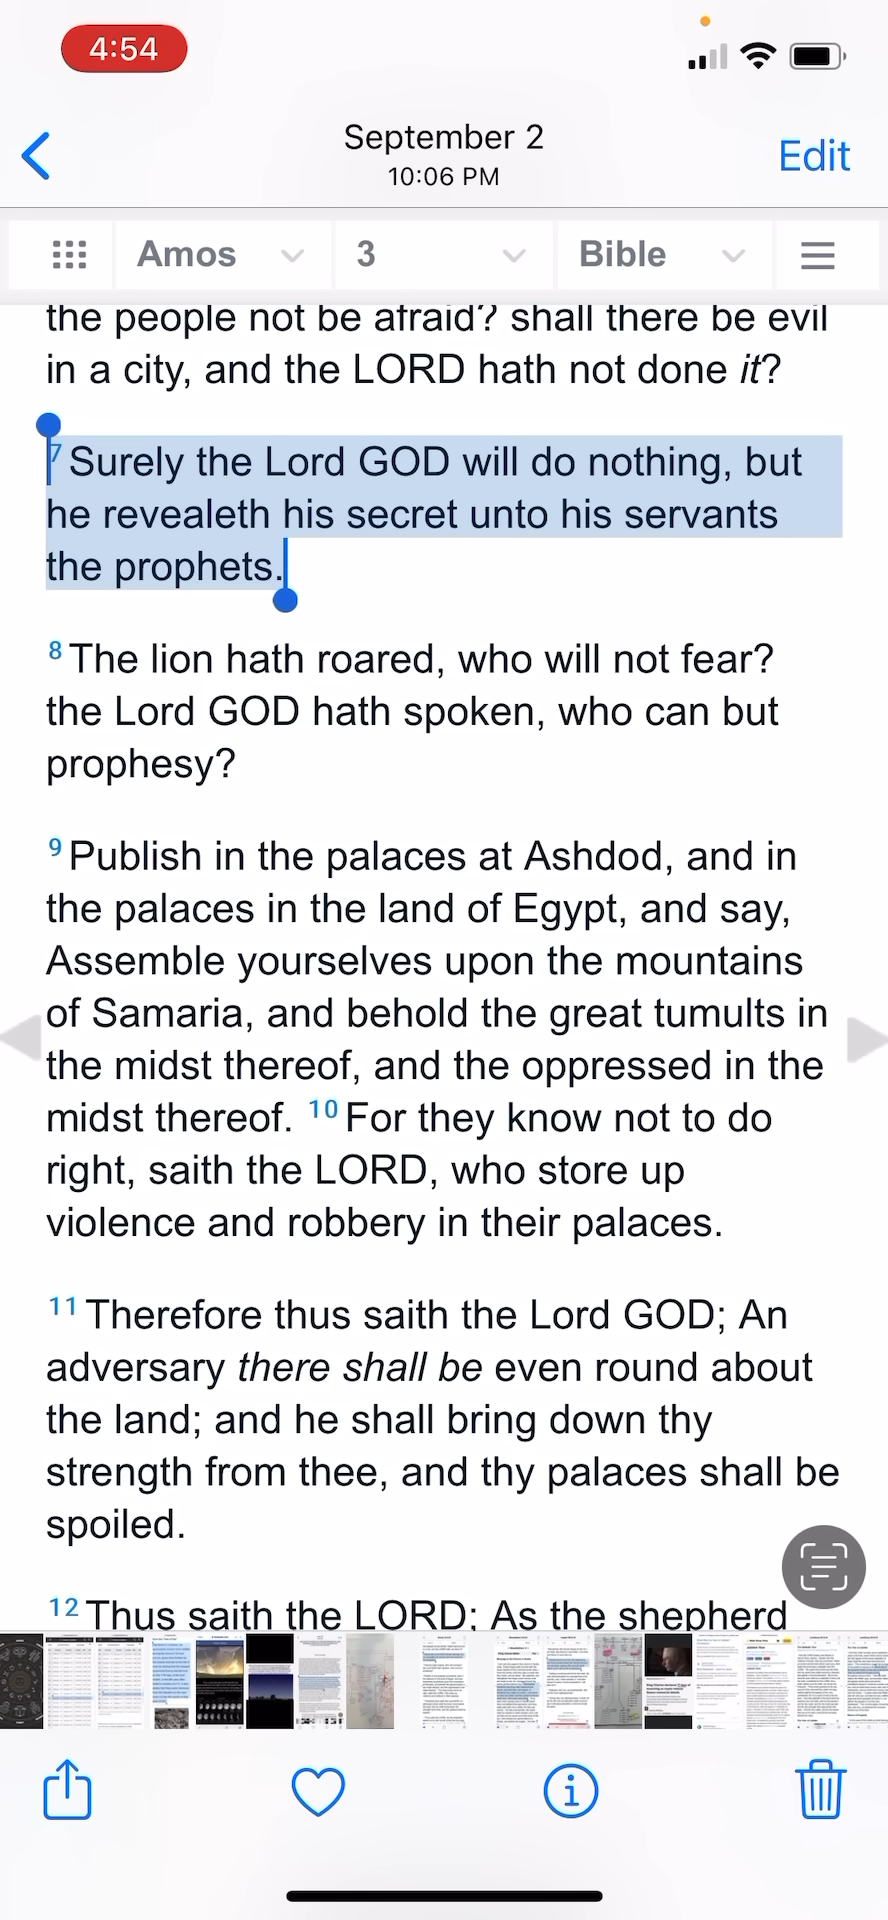 4:54
September 2
10:06 PM
Edit
Amos
3
Bible
the people not be afraid? shall there be evil
in a city, and the LORD hath not done it?
7 Surely the Lord GOD will do nothing, but
he revealeth his secret unto his servants
the prophets.
8 The lion hath roared, who will not fear?
the Lord GOD hath spoken, who can but
prophesy?
9 Publish in the palaces at Ashdod, and in
the palaces in the land of Egypt, and say,
Assemble yourselves upon the mountains
of Samaria, and behold the great tumults in
the midst thereof, and the oppressed in the
midst thereof. 10 For they know not to do
right, saith the LORD, who store up
violence and robbery in their palaces.
11 Therefore thus saith the Lord GOD; An
adversary there shall be even round about
the land; and he shall bring down thy
strength from thee, and thy palaces shall be
spoiled.
12 Thus saith the LORD; As the shepherd